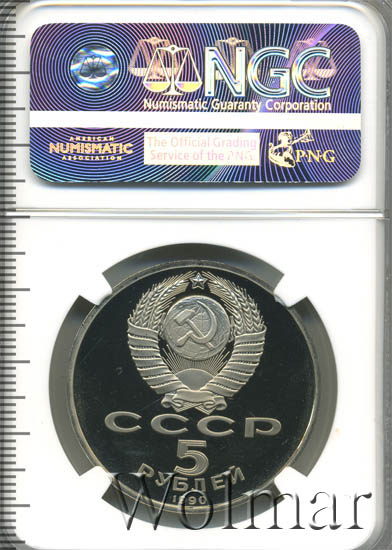 NGC
Numismatic Guaranty Corporation
AMERICAN
NUMISMATIC
ASSOCIATION
The Official Grading
Service of the PNG
PNG
СССР
5
РУБЛЕЙ
1990
Wolmar